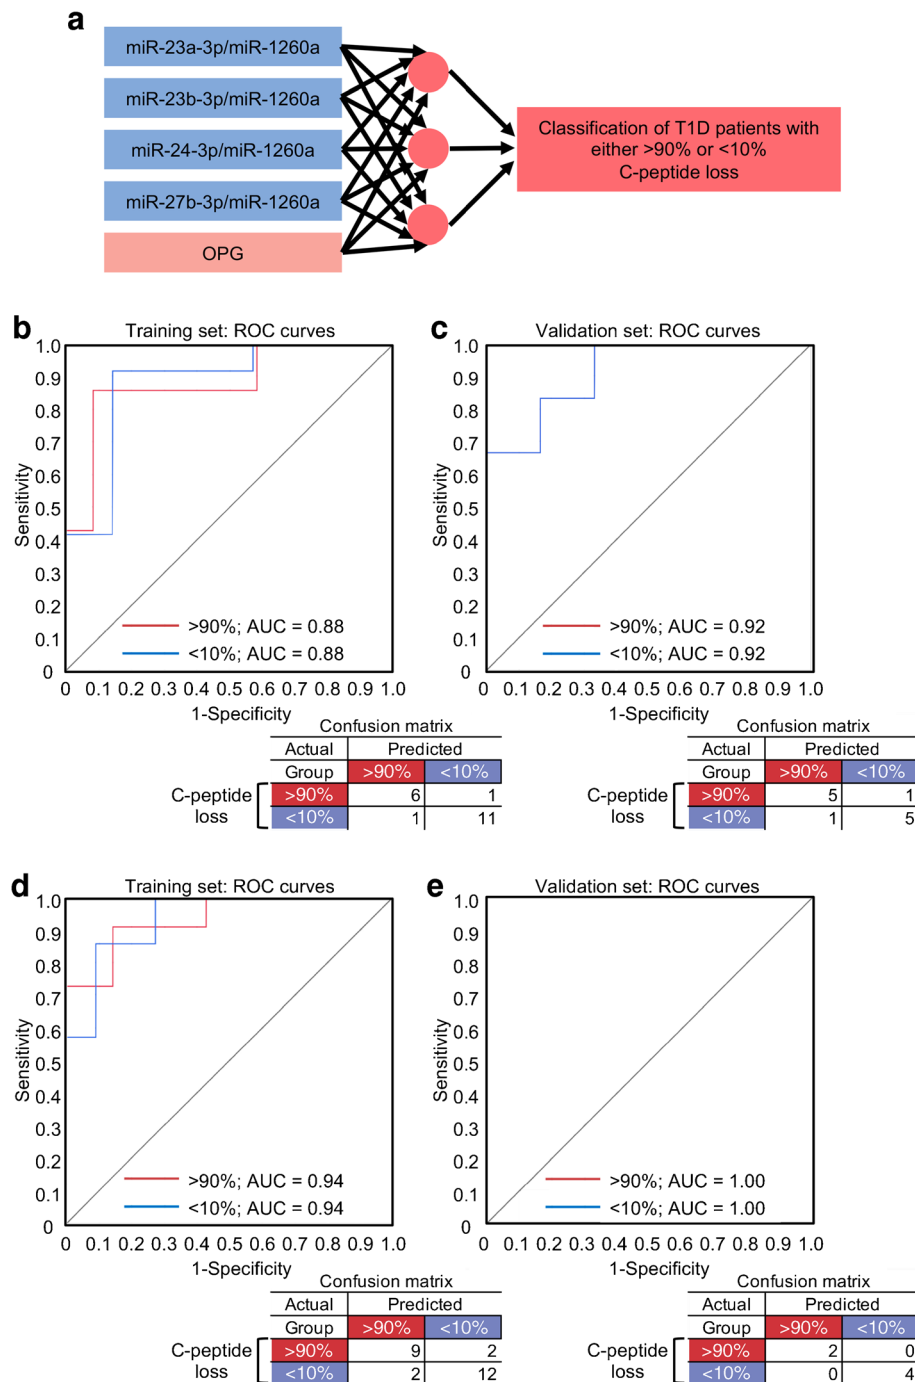 a
miR-23a-3p/miR-1260a
miR-23b-3p/miR-1260a
miR-24-3p/miR-1260a
miR-27b-3p/miR-1260a
OPG
Classification of T1D patients with
either >90% or <10%
C-peptide loss
b
Training set: ROC curves
Sensitivity
1.0
0.9
0.8
0.7
0.6
0.5
0.4
0.3
0.2
0.1
0
>90%; AUC = 0.88
<10%; AUC = 0.88
0 0.1 0.2 0.3 0.4 0.5 0.6 0.7 0.8 0.9 1.0
1-Specificity
Confusion matrix
Actual Predicted
Group >90% <10%
C-peptide loss
>90% 6 1
<10% 1 11
c
Validation set: ROC curves
Sensitivity
1.0
0.9
0.8
0.7
0.6
0.5
0.4
0.3
0.2
0.1
0
>90%; AUC = 0.92
<10%; AUC = 0.92
0 0.1 0.2 0.3 0.4 0.5 0.6 0.7 0.8 0.9 1.0
1-Specificity
Confusion matrix
Actual Predicted
Group >90% <10%
C-peptide loss
>90% 5 1
<10% 1 5
d
Training set: ROC curves
Sensitivity
1.0
0.9
0.8
0.7
0.6
0.5
0.4
0.3
0.2
0.1
0
>90%; AUC = 0.94
<10%; AUC = 0.94
0 0.1 0.2 0.3 0.4 0.5 0.6 0.7 0.8 0.9 1.0
1-Specificity
Confusion matrix
Actual Predicted
Group >90% <10%
C-peptide loss
>90% 9 2
<10% 2 12
e
Validation set: ROC curves
Sensitivity
1.0
0.9
0.8
0.7
0.6
0.5
0.4
0.3
0.2
0.1
0
>90%; AUC = 1.00
<10%; AUC = 1.00
0 0.1 0.2 0.3 0.4 0.5 0.6 0.7 0.8 0.9 1.0
1-Specificity
Confusion matrix
Actual Predicted
Group >90% <10%
C-peptide loss
>90% 2 0
<10% 0 4